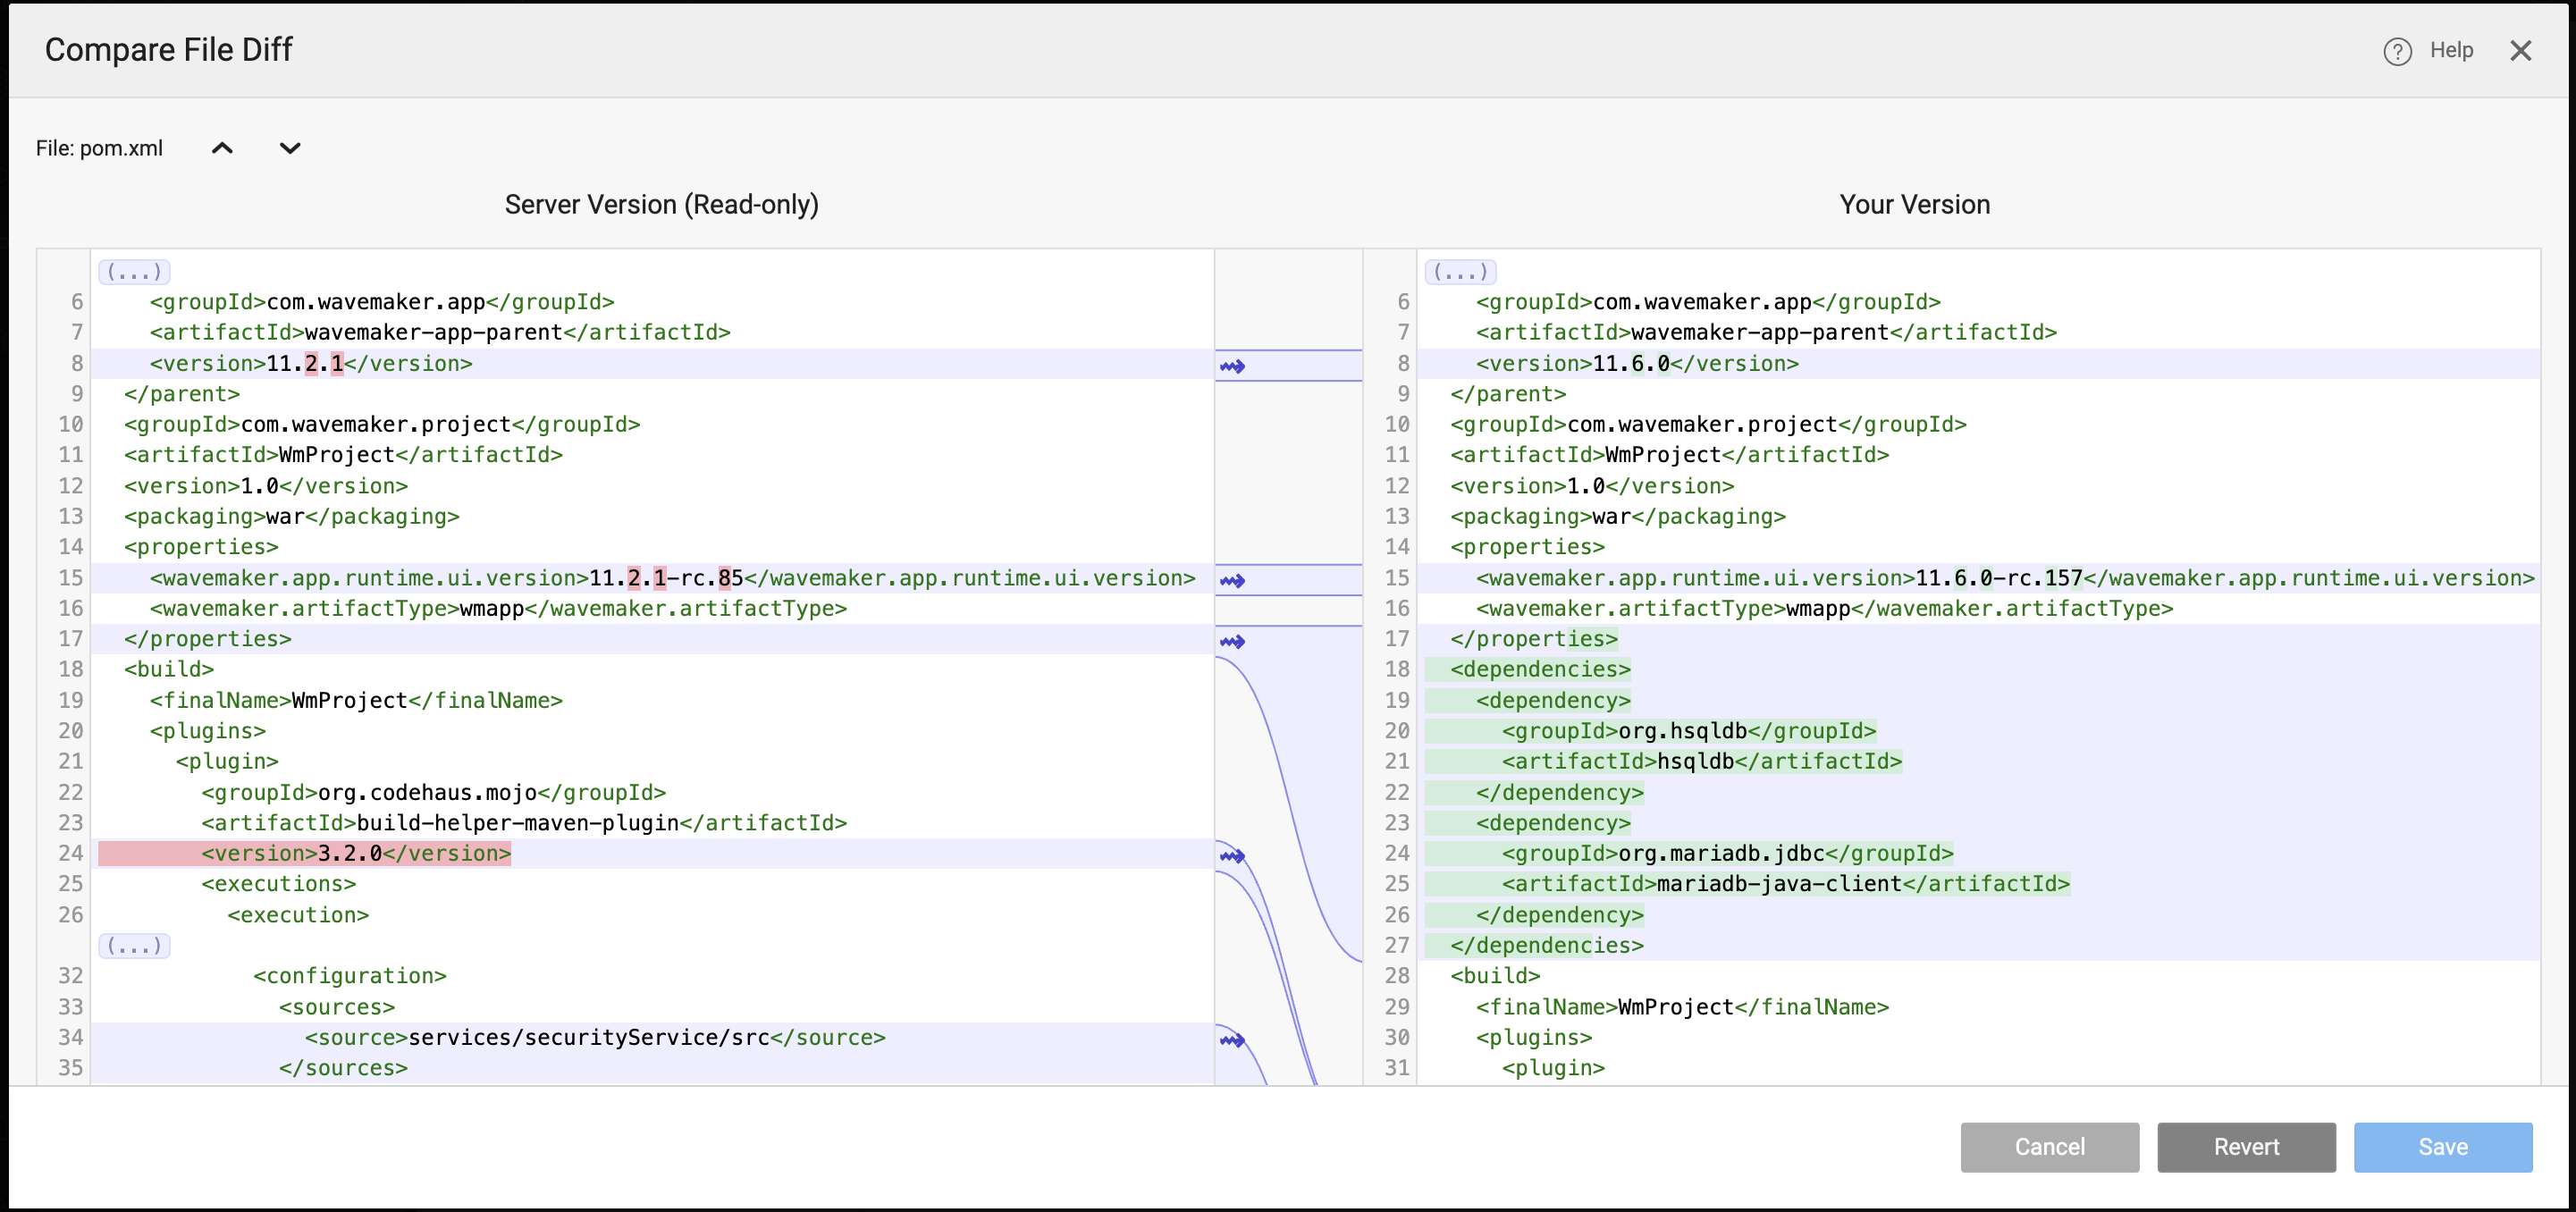 Compare File Diff
Help
File: pom.xml
Server Version (Read-only)
(...)
6 <groupId>com.wavemaker.app</groupId>
7 <artifactId>wavemaker-app-parent</artifactId>
8 <version>11.2.1</version>
9 </parent>
10 <groupId>com.wavemaker.project</groupId>
11 <artifactId>WmProject</artifactId>
12 <version>1.0</version>
13 <packaging>war</packaging>
14 <properties>
15 <wavemaker.app.runtime.ui.version>11.2.1-rc.85</wavemaker.app.runtime.ui.version>
16 <wavemaker.artifactType>wmapp</wavemaker.artifactType>
17 </properties>
18 <build>
19 <finalName>WmProject</finalName>
20 <plugins>
21 <plugin>
22 <groupId>org.codehaus.mojo</groupId>
23 <artifactId>build-helper-maven-plugin</artifactId>
24 <version>3.2.0</version>
25 <executions>
26 <execution>
(...)
32 <configuration>
33 <sources>
34 <source>services/securityService/src</source>
35 </sources>
Your Version
(...)
6 <groupId>com.wavemaker.app</groupId>
7 <artifactId>wavemaker-app-parent</artifactId>
8 <version>11.6.0</version>
9 </parent>
10 <groupId>com.wavemaker.project</groupId>
11 <artifactId>WmProject</artifactId>
12 <version>1.0</version>
13 <packaging>war</packaging>
14 <properties>
15 <wavemaker.app.runtime.ui.version>11.6.0-rc.157</wavemaker.app.runtime.ui.version>
16 <wavemaker.artifactType>wmapp</wavemaker.artifactType>
17 </properties>
18 <dependencies>
19 <dependency>
20 <groupId>org.hsqldb</groupId>
21 <artifactId>hsqldb</artifactId>
22 </dependency>
23 <dependency>
24 <groupId>org.mariadb.jdbc</groupId>
25 <artifactId>mariadb-java-client</artifactId>
26 </dependency>
27 </dependencies>
28 <build>
29 <finalName>WmProject</finalName>
30 <plugins>
31 <plugin>
Cancel
Revert
Save